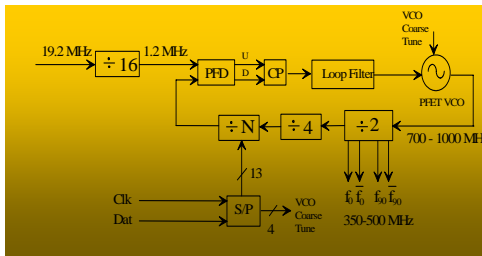 VCO
Coarse
Tune
19.2 MHz
÷ 16
1.2 MHz
PFD
U
D
CP
Loop Filter
PFET VCO
÷ N
÷ 4
÷ 2
700 - 1000 MH
13
f0 f̅0 f90 f̅90
350-500 MHz
Clk
Dat
S/P
4
VCO
Coarse
Tune